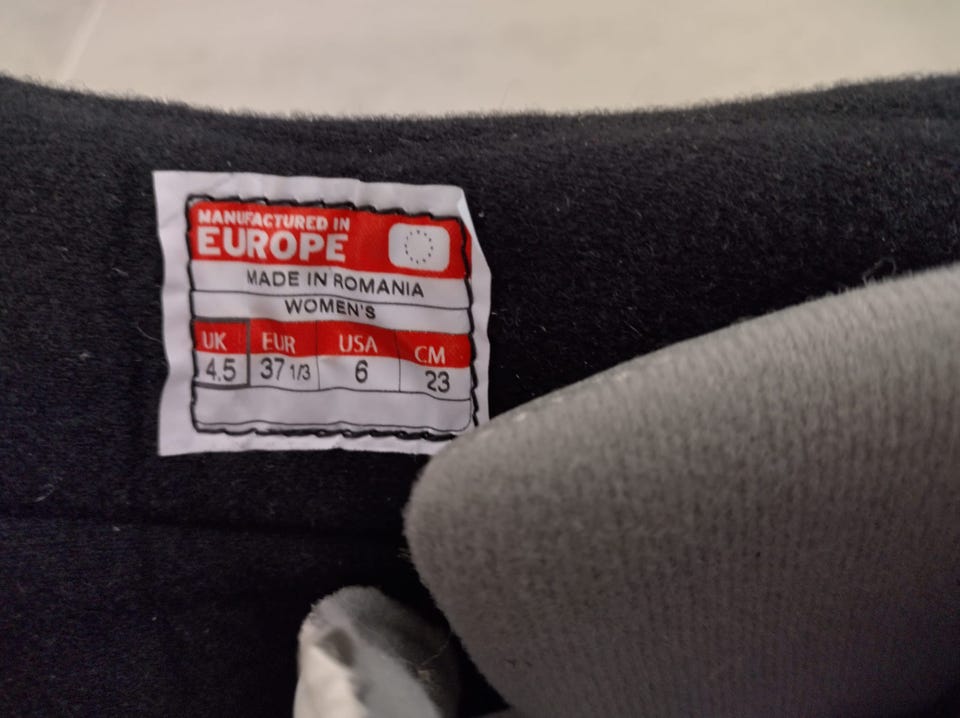 MANUFACTURED IN
EUROPE
MADE IN ROMANIA
WOMEN'S
UK EUR USA CM
4.5 37 1/3 6 23